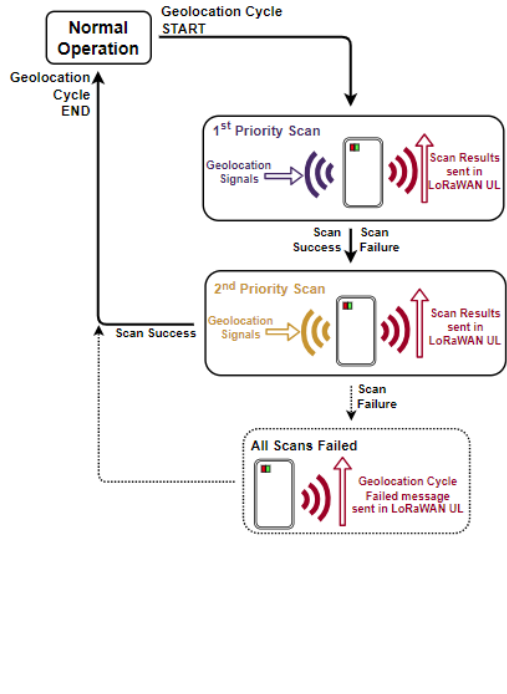 Normal
Operation
Geolocation Cycle
START
Geolocation
Cycle
END
1st Priority Scan
Geolocation
Signals
Scan Results
sent in
LoRaWAN UL
Scan
Success
Scan
Failure
2nd Priority Scan
Geolocation
Signals
Scan Results
sent in
LoRaWAN UL
Scan Success
Scan
Failure
All Scans Failed
Geolocation Cycle
Failed message
sent in LoRaWAN UL